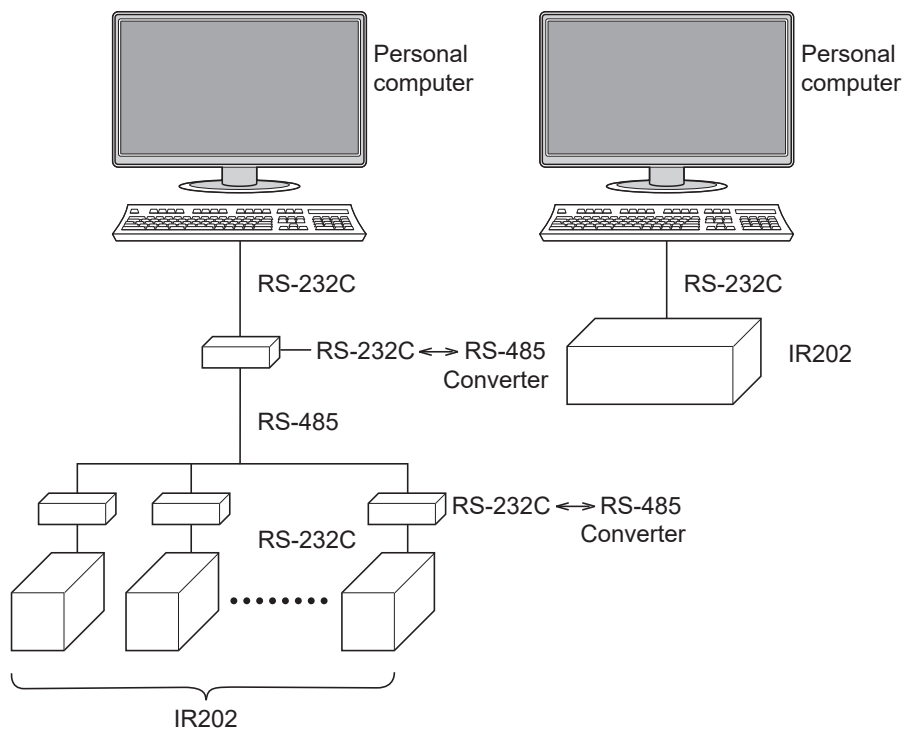 Personal
computer
Personal
computer
RS-232C
RS-232C
RS-232C ↔ RS-485
Converter
IR202
RS-485
RS-232C ↔ RS-485
Converter
RS-232C
IR202